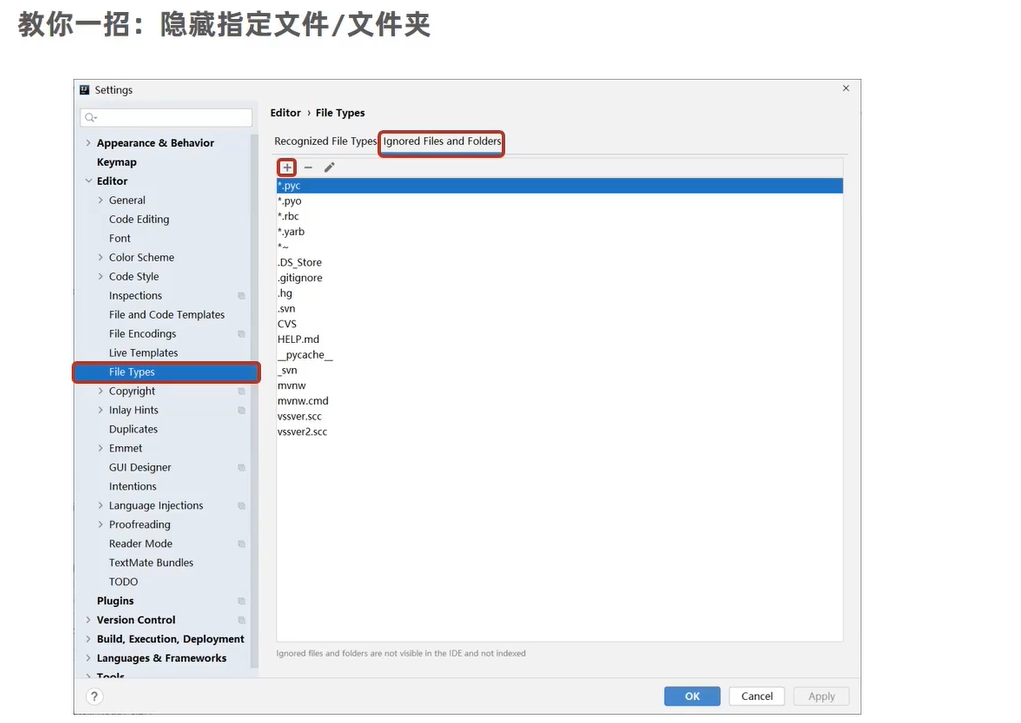 教你一招：隐藏指定文件/文件夹
Settings
Editor › File Types
Recognized File Types Ignored Files and Folders
Appearance & Behavior
Keymap
Editor
General
Code Editing
Font
Color Scheme
Code Style
Inspections
File and Code Templates
File Encodings
Live Templates
File Types
Copyright
Inlay Hints
Duplicates
Emmet
GUI Designer
Intentions
Language Injections
Proofreading
Reader Mode
TextMate Bundles
TODO
Plugins
Version Control
Build, Execution, Deployment
Languages & Frameworks
Tools
*.pyc
*.pyo
*.rbc
*.yarb
*~
.DS_Store
.gitignore
.hg
.svn
CVS
HELP.md
__pycache__
_svn
mvnw
mvnw.cmd
vssver.scc
vssver2.scc
Ignored files and folders are not visible in the IDE and not indexed
?
OK Cancel Apply